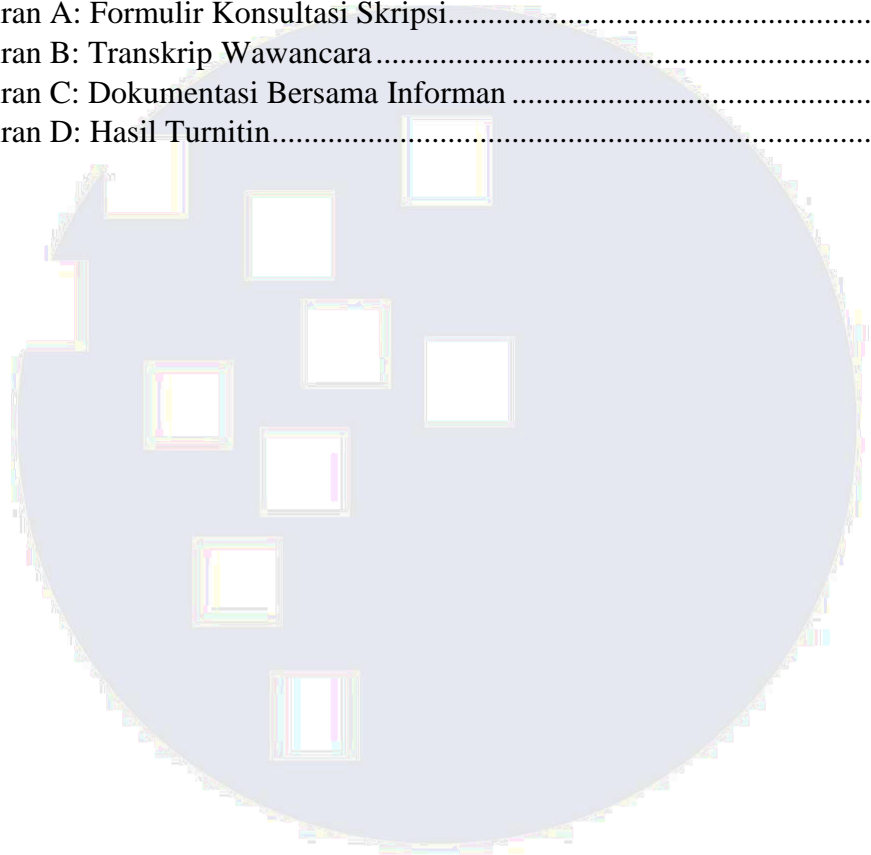 ran A: Formulir Konsultasi Skripsi.....................................................
ran B: Transkrip Wawancara..............................................................
ran C: Dokumentasi Bersama Informan.............................................
ran D: Hasil Turnitin...........................................................................